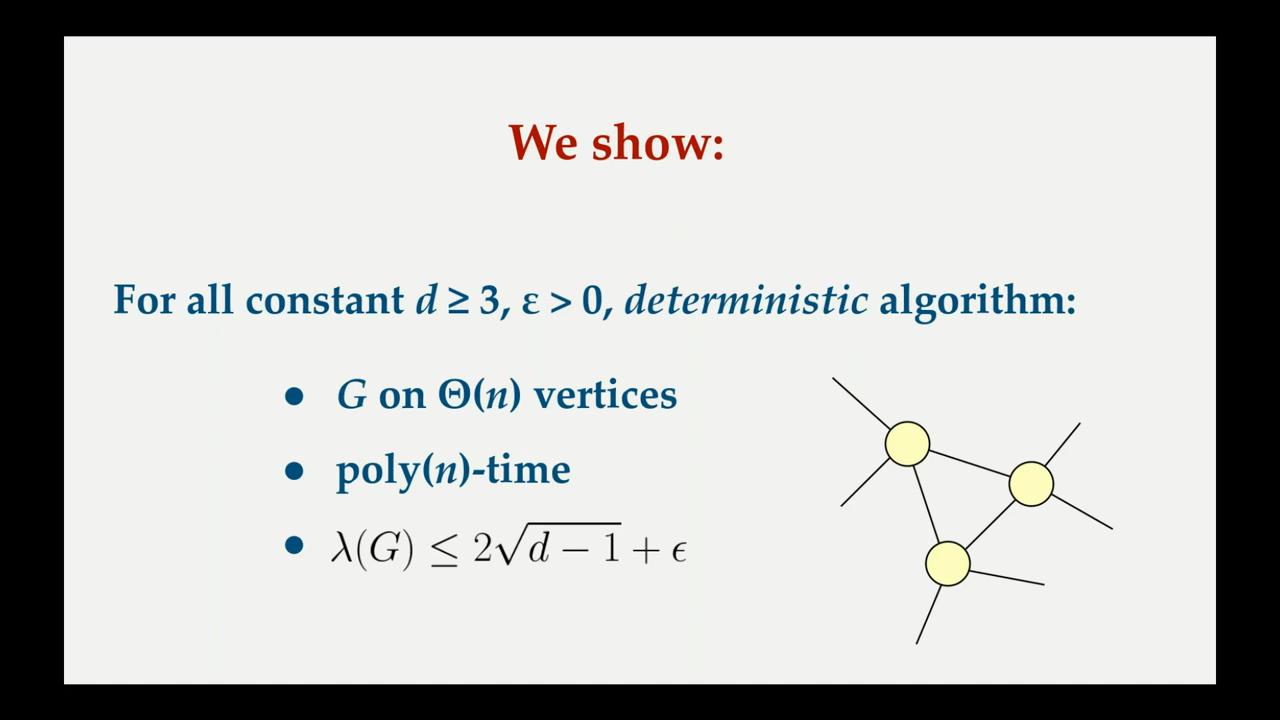 We show:
For all constant d ≥ 3, ε > 0, deterministic algorithm:
● G on Θ(n) vertices
● poly(n)-time
● λ(G) ≤ 2√(d − 1) + ϵ